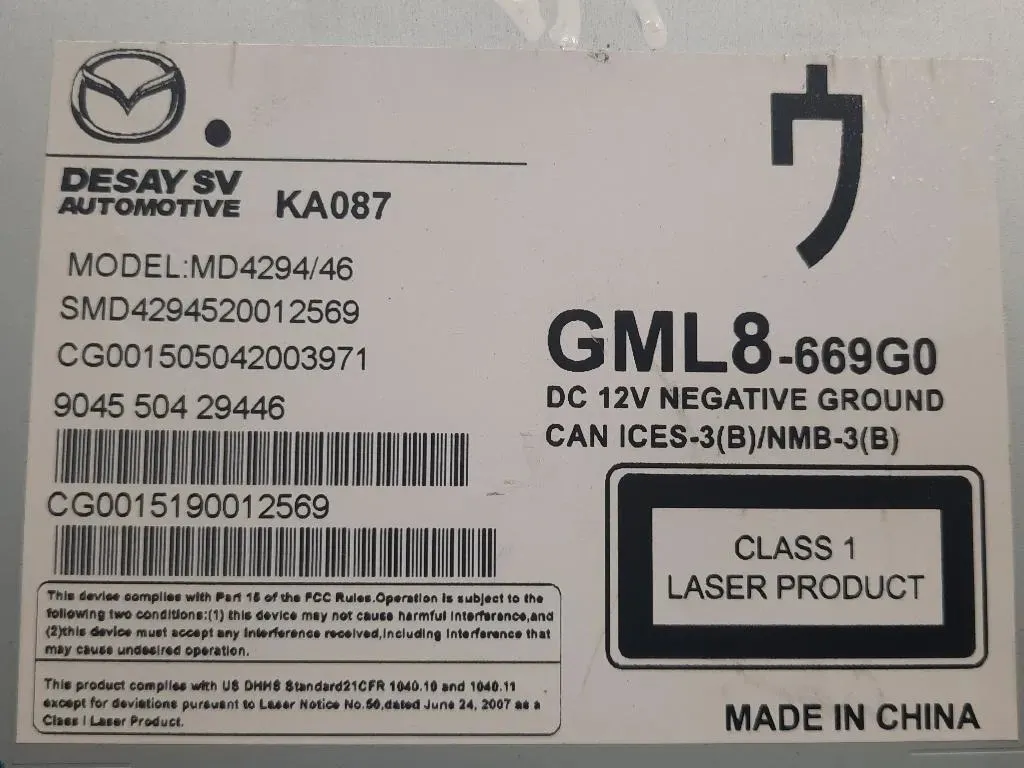 DESAY SV
AUTOMOTIVE KA087
MODEL:MD4294/46
SMD4294520012569
CG001505042003971
9045 504 29446
CG0015190012569
This device complies with Part 15 of the FCC Rules.Operation is subject to the
following two conditions:(1) this device may not cause harmful interference,and
(2)this device must accept any interference received,including interference that
may cause undesired operation.
This product complies with US DHHS Standard21CFR 1040.10 and 1040.11
except for deviations pursuant to Laser Notice No.50,dated June 24, 2007 as a
Class I Laser Product.
ウ
GML8-669G0
DC 12V NEGATIVE GROUND
CAN ICES-3(B)/NMB-3(B)
CLASS 1
LASER PRODUCT
MADE IN CHINA